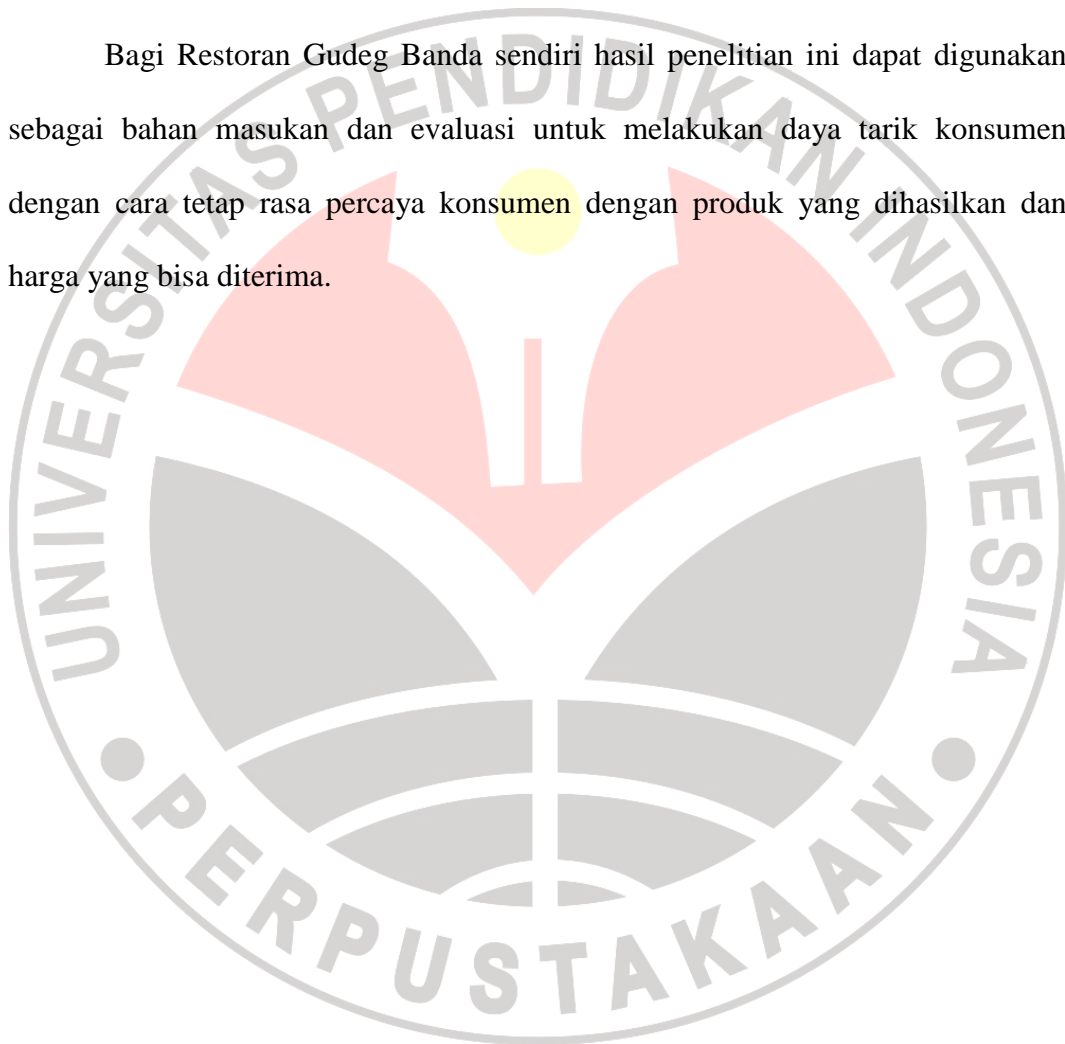 Bagi Restoran Gudeg Banda sendiri hasil penelitian ini dapat digunakan
sebagai bahan masukan dan evaluasi untuk melakukan daya tarik konsumen
dengan cara tetap rasa percaya konsumen dengan produk yang dihasilkan dan
harga yang bisa diterima.
UNIVERSITAS PENDIDIKAN INDONESIA
PERPUSTAKAAN